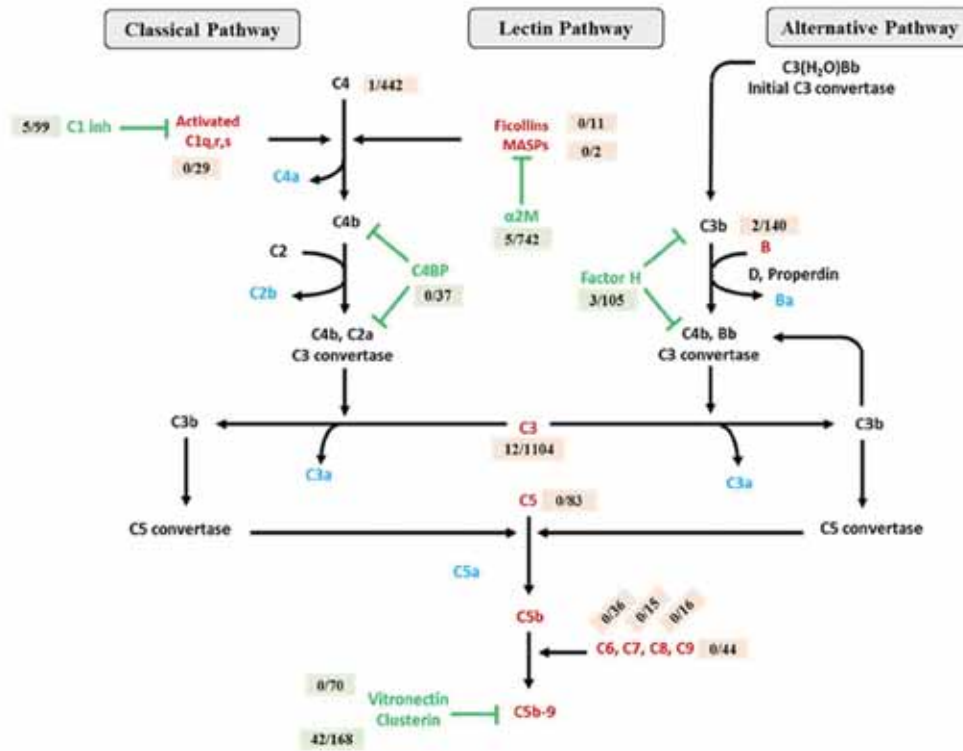 Classical Pathway
Lectin Pathway
Alternative Pathway
C4
1/442
C3(H₂O)Bb
Initial C3 convertase
5/99
C1 inh
Activated
C1q,r,s
0/29
Ficollins
MASPs
0/11
0/2
C4a
α2M
5/742
C4b
C3b
2/140
C2
B
D, Properdin
C4BP
0/37
Factor H
3/105
C2b
Ba
C4b, C2a
C3 convertase
C4b, Bb
C3 convertase
C3b
C3
12/1104
C3b
C3a
C3a
C5
0/83
C5 convertase
C5 convertase
C5a
C5b
0/36
0/15
0/16
C6, C7, C8, C9
0/44
0/70
Vitronectin
Clusterin
42/168
C5b-9